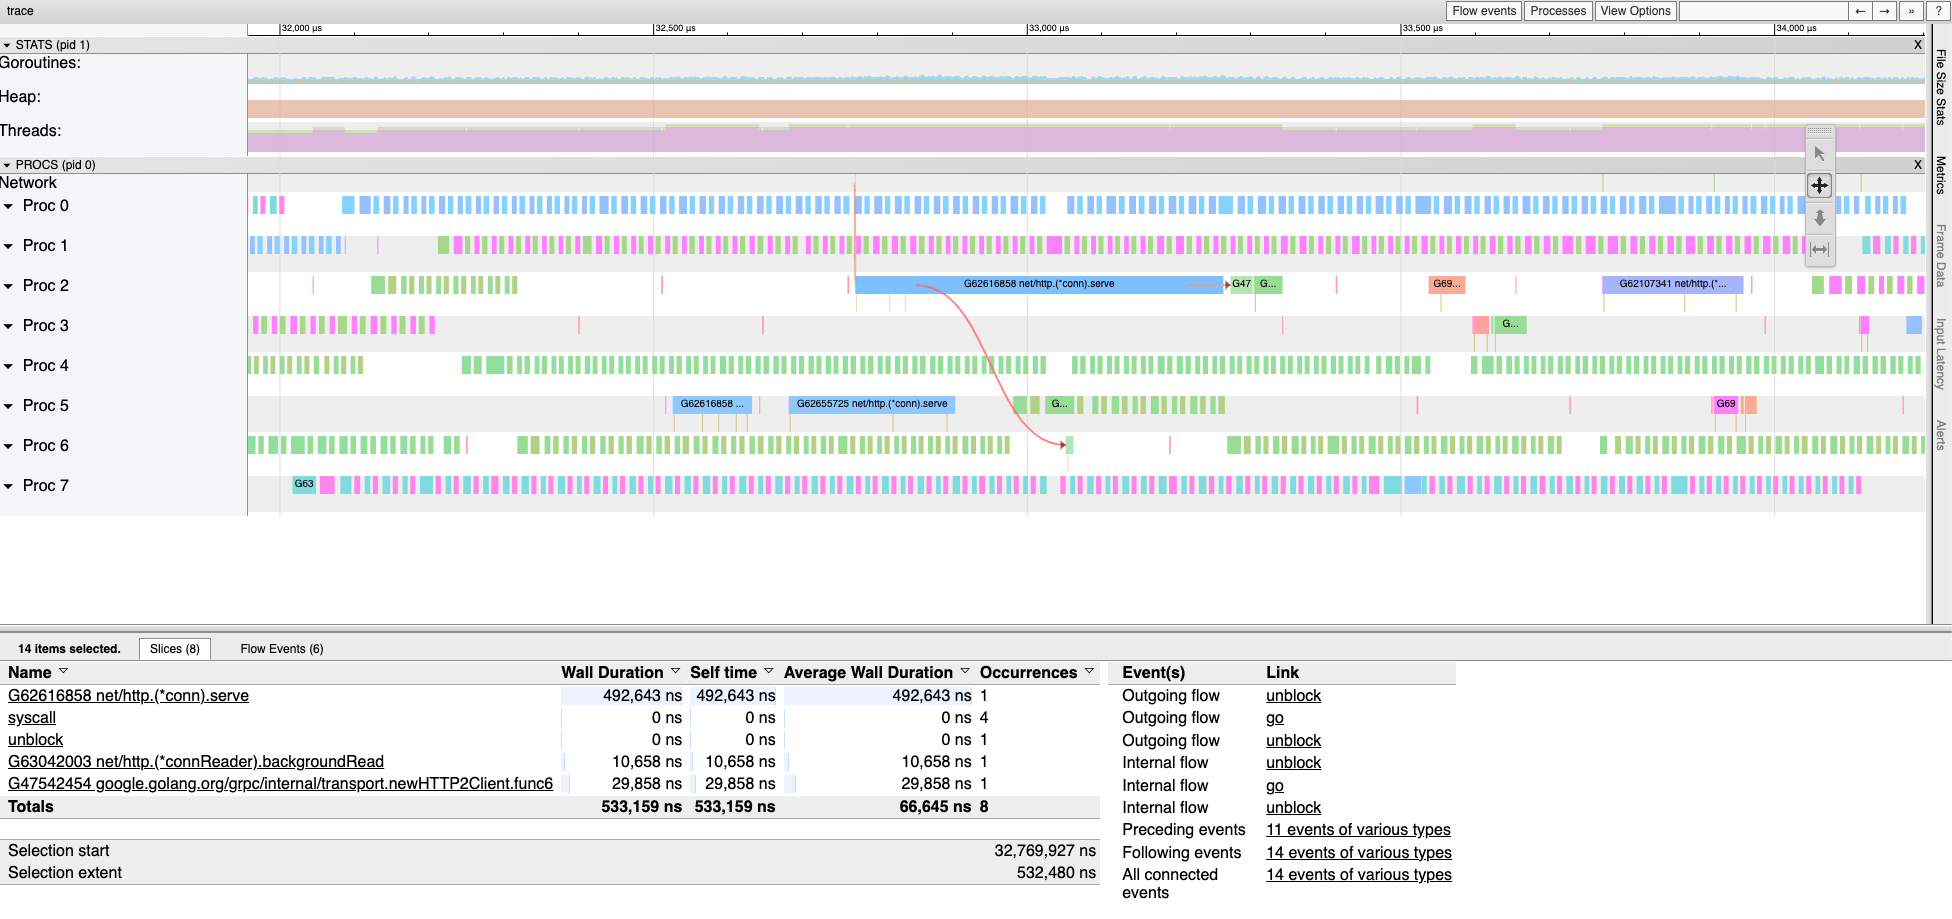 trace
Flow events Processes View Options ← → » ?
32,000 µs 32,500 µs 33,000 µs 33,500 µs 34,000 µs
STATS (pid 1) X
Goroutines:
Heap:
Threads:
PROCS (pid 0) X
Network
Proc 0
Proc 1
Proc 2 G62616858 net/http.(*conn).serve G47 G... G69... G62107341 net/http.(*...
Proc 3 G...
Proc 4
Proc 5 G62616858 ... G62655725 net/http.(*conn).serve G... G69
Proc 6
Proc 7 G63
File Size Stats
Metrics
Frame Data
Input Latency
Alerts
14 items selected. Slices (8) Flow Events (6)
Name Wall Duration Self time Average Wall Duration Occurrences
G62616858 net/http.(*conn).serve 492,643 ns 492,643 ns 492,643 ns 1
syscall 0 ns 0 ns 0 ns 4
unblock 0 ns 0 ns 0 ns 1
G63042003 net/http.(*connReader).backgroundRead 10,658 ns 10,658 ns 10,658 ns 1
G47542454 google.golang.org/grpc/internal/transport.newHTTP2Client.func6 29,858 ns 29,858 ns 29,858 ns 1
Totals 533,159 ns 533,159 ns 66,645 ns 8
Selection start 32,769,927 ns
Selection extent 532,480 ns
Event(s) Link
Outgoing flow unblock
Outgoing flow go
Outgoing flow unblock
Internal flow unblock
Internal flow go
Internal flow unblock
Preceding events 11 events of various types
Following events 14 events of various types
All connected 14 events of various types
events